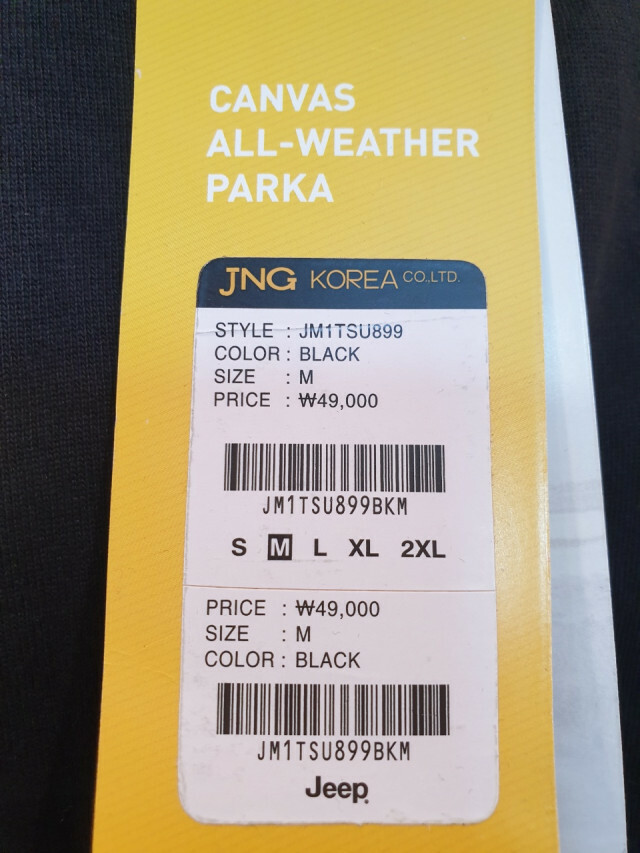 CANVAS
ALL-WEATHER
PARKA
JNG KOREA CO.,LTD.
STYLE : JM1TSU899
COLOR : BLACK
SIZE : M
PRICE : ₩49,000
JM1TSU899BKM
S M L XL 2XL
PRICE : ₩49,000
SIZE : M
COLOR : BLACK
JM1TSU899BKM
Jeep